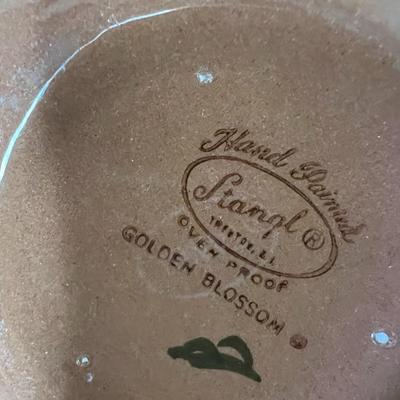 Hand Painted
Stangl ®
TRENTON, N.J.
OVEN PROOF
GOLDEN BLOSSOM ®